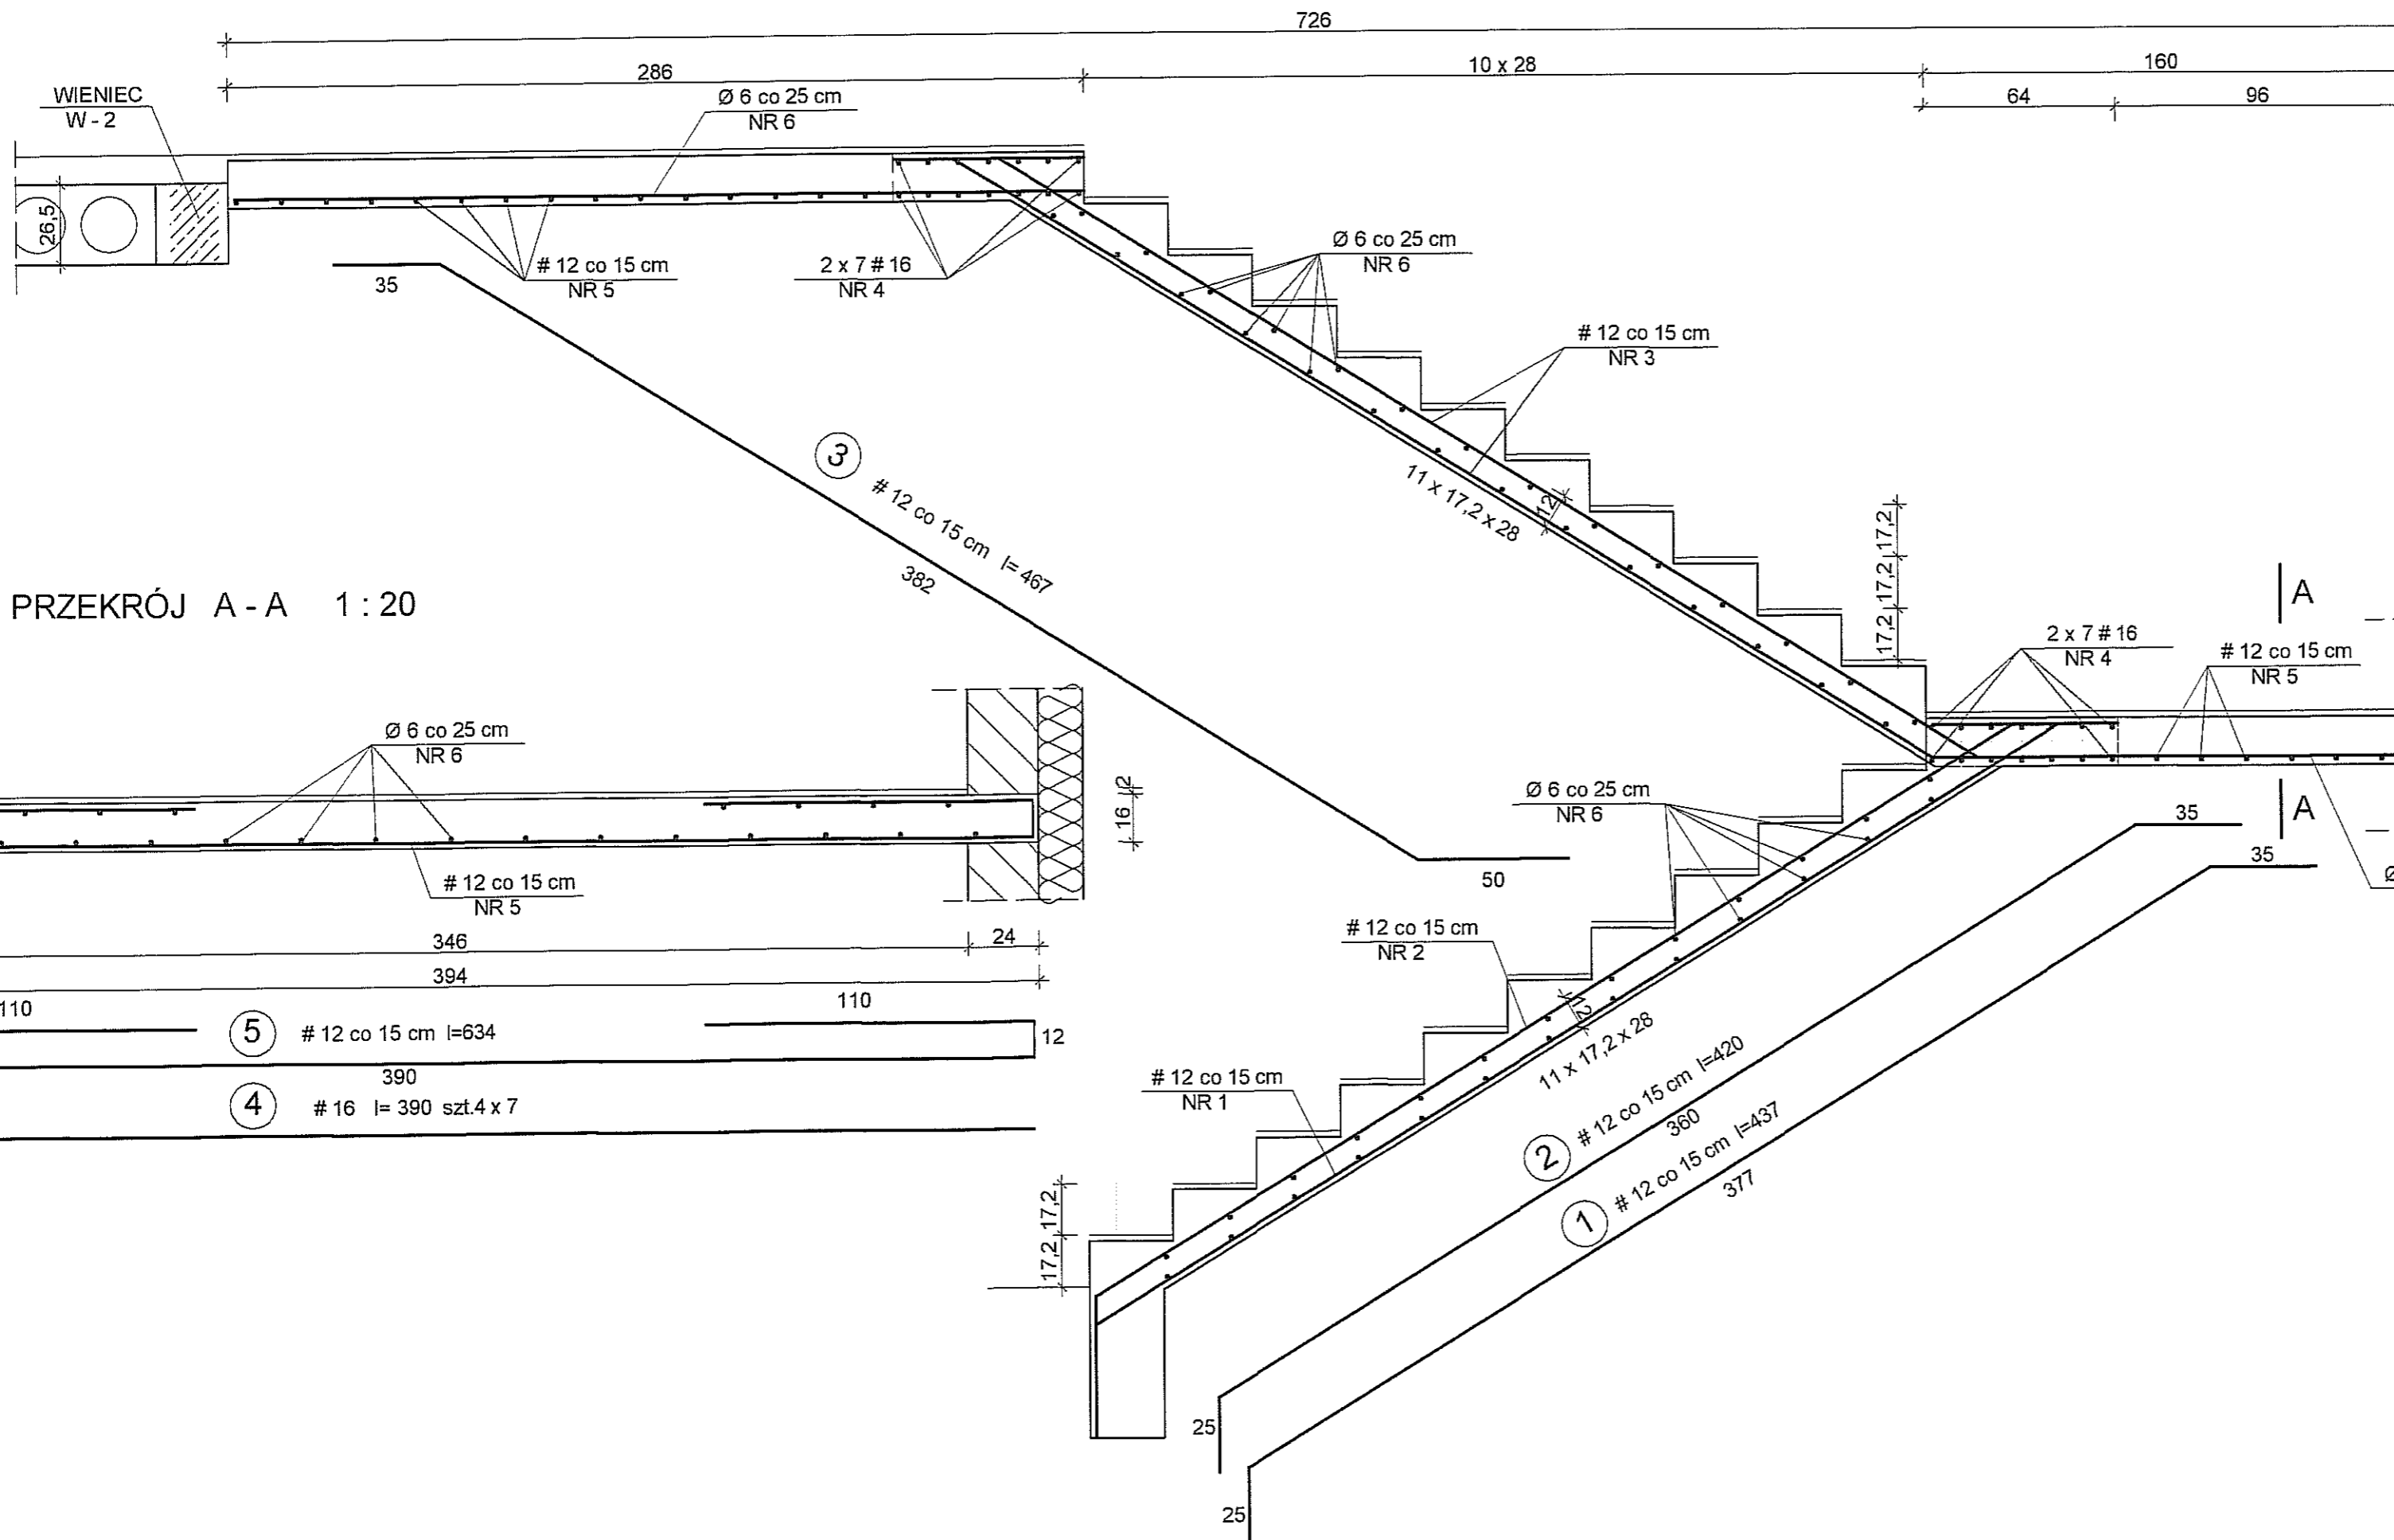 726
286
10 x 28
160
64
96
WIENIEC
W - 2
Ø 6 co 25 cm
NR 6
26,5
35
# 12 co 15 cm
NR 5
2 x 7 # 16
NR 4
Ø 6 co 25 cm
NR 6
# 12 co 15 cm
NR 3
3
# 12 co 15 cm l= 467
382
50
11 x 17,2 x 28
12
17,2
17,2
17,2
PRZEKRÓJ A - A 1 : 20
A
2 x 7 # 16
NR 4
# 12 co 15 cm
NR 5
A
Ø 6 co 25 cm
NR 6
2
16
# 12 co 15 cm
NR 5
346
24
394
110
110
5
# 12 co 15 cm l=634
12
390
4
# 16 l= 390 szt.4 x 7
Ø 6 co 25 cm
NR 6
35
35
Ø
# 12 co 15 cm
NR 2
12
11 x 17,2 x 28
# 12 co 15 cm
NR 1
2
# 12 co 15 cm l=420
360
1
# 12 co 15 cm l=437
377
17,2
17,2
25
25